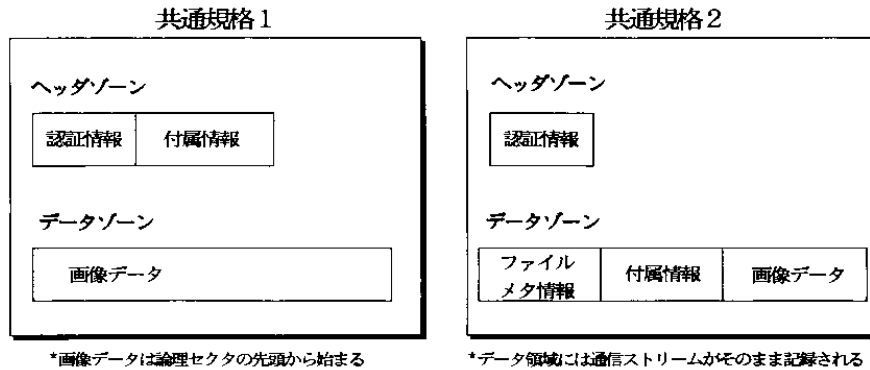 共通規格1
ヘッダゾーン
認証情報
付属情報
データゾーン
画像データ
*画像データは論理セクタの先頭から始まる
共通規格2
ヘッダゾーン
認証情報
データゾーン
ファイル
メタ情報
付属情報
画像データ
*データ領域には通信ストリームがそのまま記録される